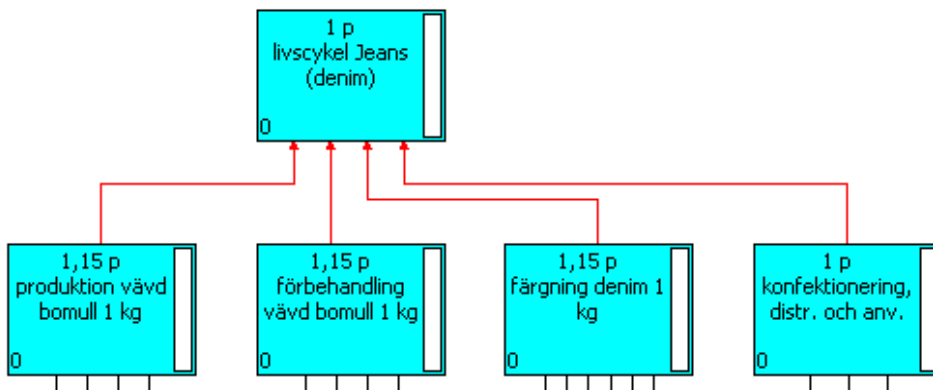 1 p
livscykel Jeans
(denim)
0
1,15 p
produktion vävd
bomull 1 kg
0
1,15 p
förbehandling
vävd bomull 1 kg
0
1,15 p
färgning denim 1
kg
0
1 p
konfektionering,
distr. och anv.
0